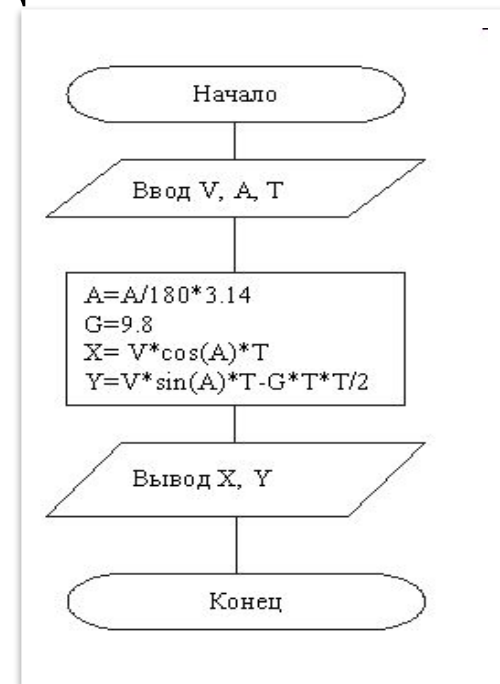 Начало
Ввод V, A, T
A=A/180*3.14
G=9.8
X= V*cos(A)*T
Y=V*sin(A)*T-G*T*T/2
Вывод X, Y
Конец